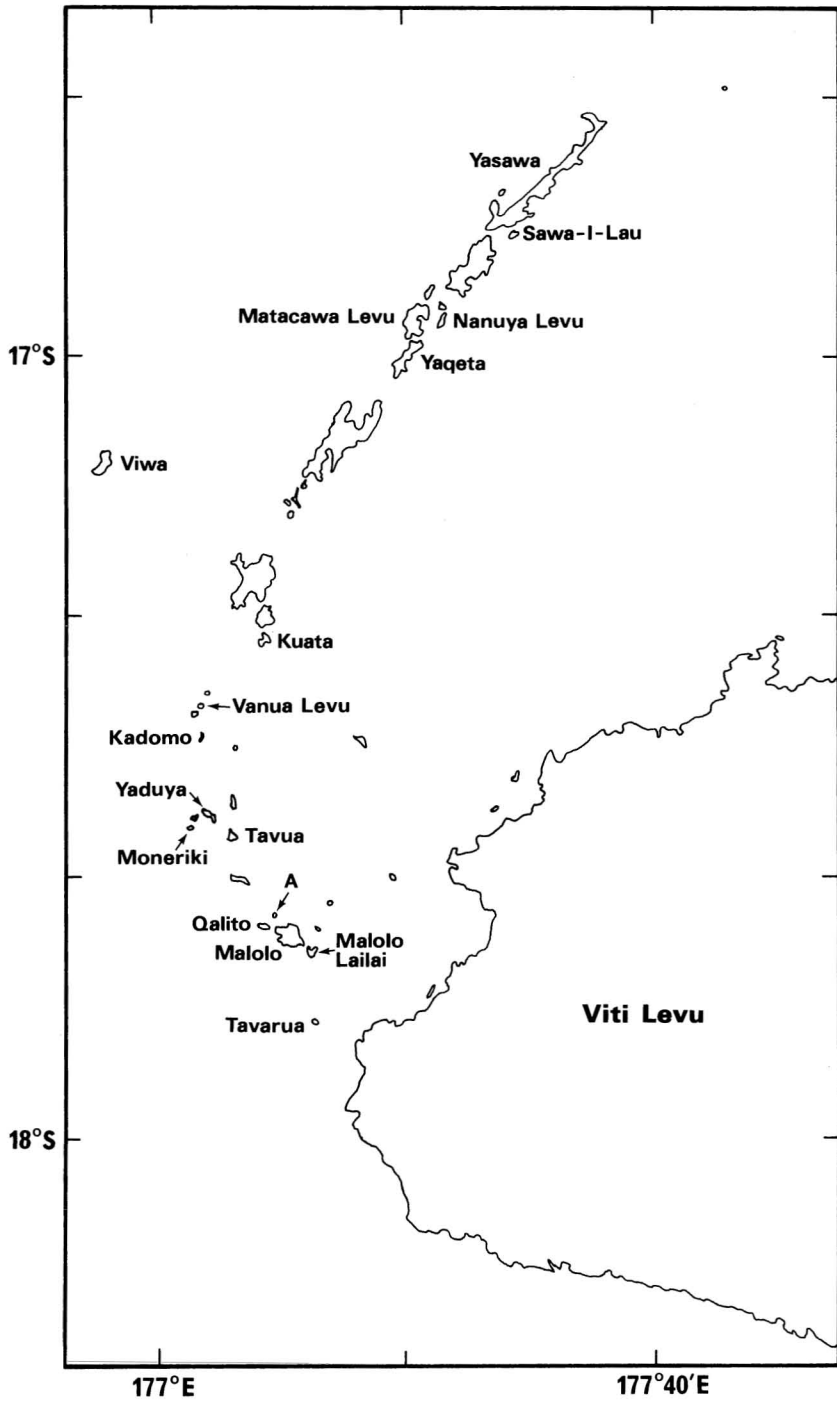 Yasawa
Sawa-I-Lau
Matacawa Levu
Nanuya Levu
17°S
Yaqeta
Viwa
Kuata
Vanua Levu
Kadomo
Yaduya
Tavua
Moneriki
A
Qalito
Malolo
Malolo
Lailai
Tavarua
Viti Levu
18°S
177°E
177°40'E